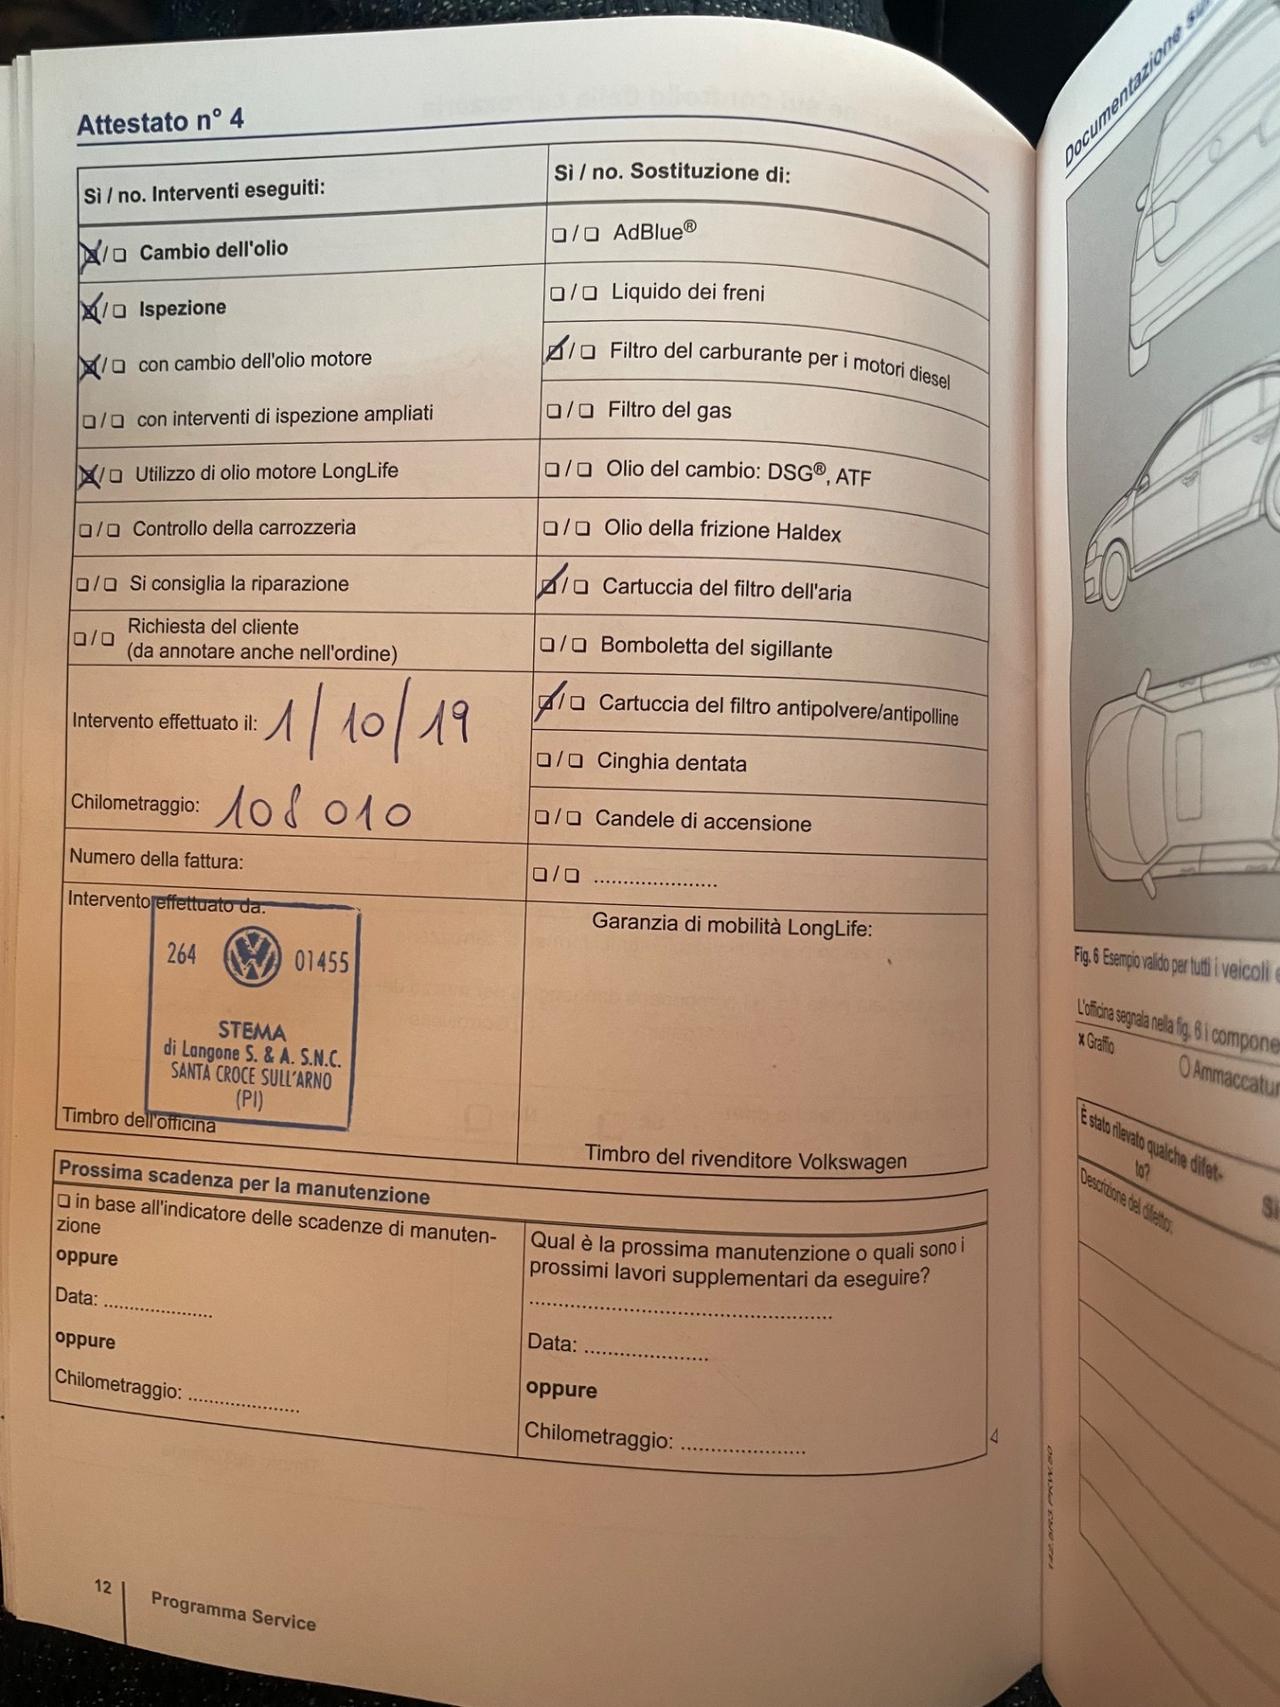 Attestato n° 4
Sì / no. Interventi eseguiti:
❏ / ❏ Cambio dell'olio
❏ / ❏ Ispezione
❏ / ❏ con cambio dell'olio motore
❏ / ❏ con interventi di ispezione ampliati
❏ / ❏ Utilizzo di olio motore LongLife
❏ / ❏ Controllo della carrozzeria
❏ / ❏ Si consiglia la riparazione
❏ / ❏ Richiesta del cliente
(da annotare anche nell'ordine)
Intervento effettuato il: 1/10/19
Chilometraggio: 108 010
Numero della fattura:
Intervento effettuato da:
264 VW 01455
STEMA
di Langone S. & A. S.N.C.
SANTA CROCE SULL'ARNO
(PI)
Timbro dell'officina
Sì / no. Sostituzione di:
❏ / ❏ AdBlue®
❏ / ❏ Liquido dei freni
❏ / ❏ Filtro del carburante per i motori diesel
❏ / ❏ Filtro del gas
❏ / ❏ Olio del cambio: DSG®, ATF
❏ / ❏ Olio della frizione Haldex
❏ / ❏ Cartuccia del filtro dell'aria
❏ / ❏ Bomboletta del sigillante
❏ / ❏ Cartuccia del filtro antipolvere/antipolline
❏ / ❏ Cinghia dentata
❏ / ❏ Candele di accensione
❏ / ❏ .....................
Garanzia di mobilità LongLife:
Timbro del rivenditore Volkswagen
Prossima scadenza per la manutenzione
❏ in base all'indicatore delle scadenze di manuten-
zione
oppure
Data: ...................
oppure
Chilometraggio: ...................
Qual è la prossima manutenzione o quali sono i
prossimi lavori supplementari da eseguire?
..................................................
Data: .....................
oppure
Chilometraggio: .....................
12
Programma Service
Documentazione
Fig. 6 Esempio valido per tutti i veicoli
L'officina segnala nella fig. 6 i
x Graffio
È stato rilevato qualche difet-
to?
Descrizione del difetto: